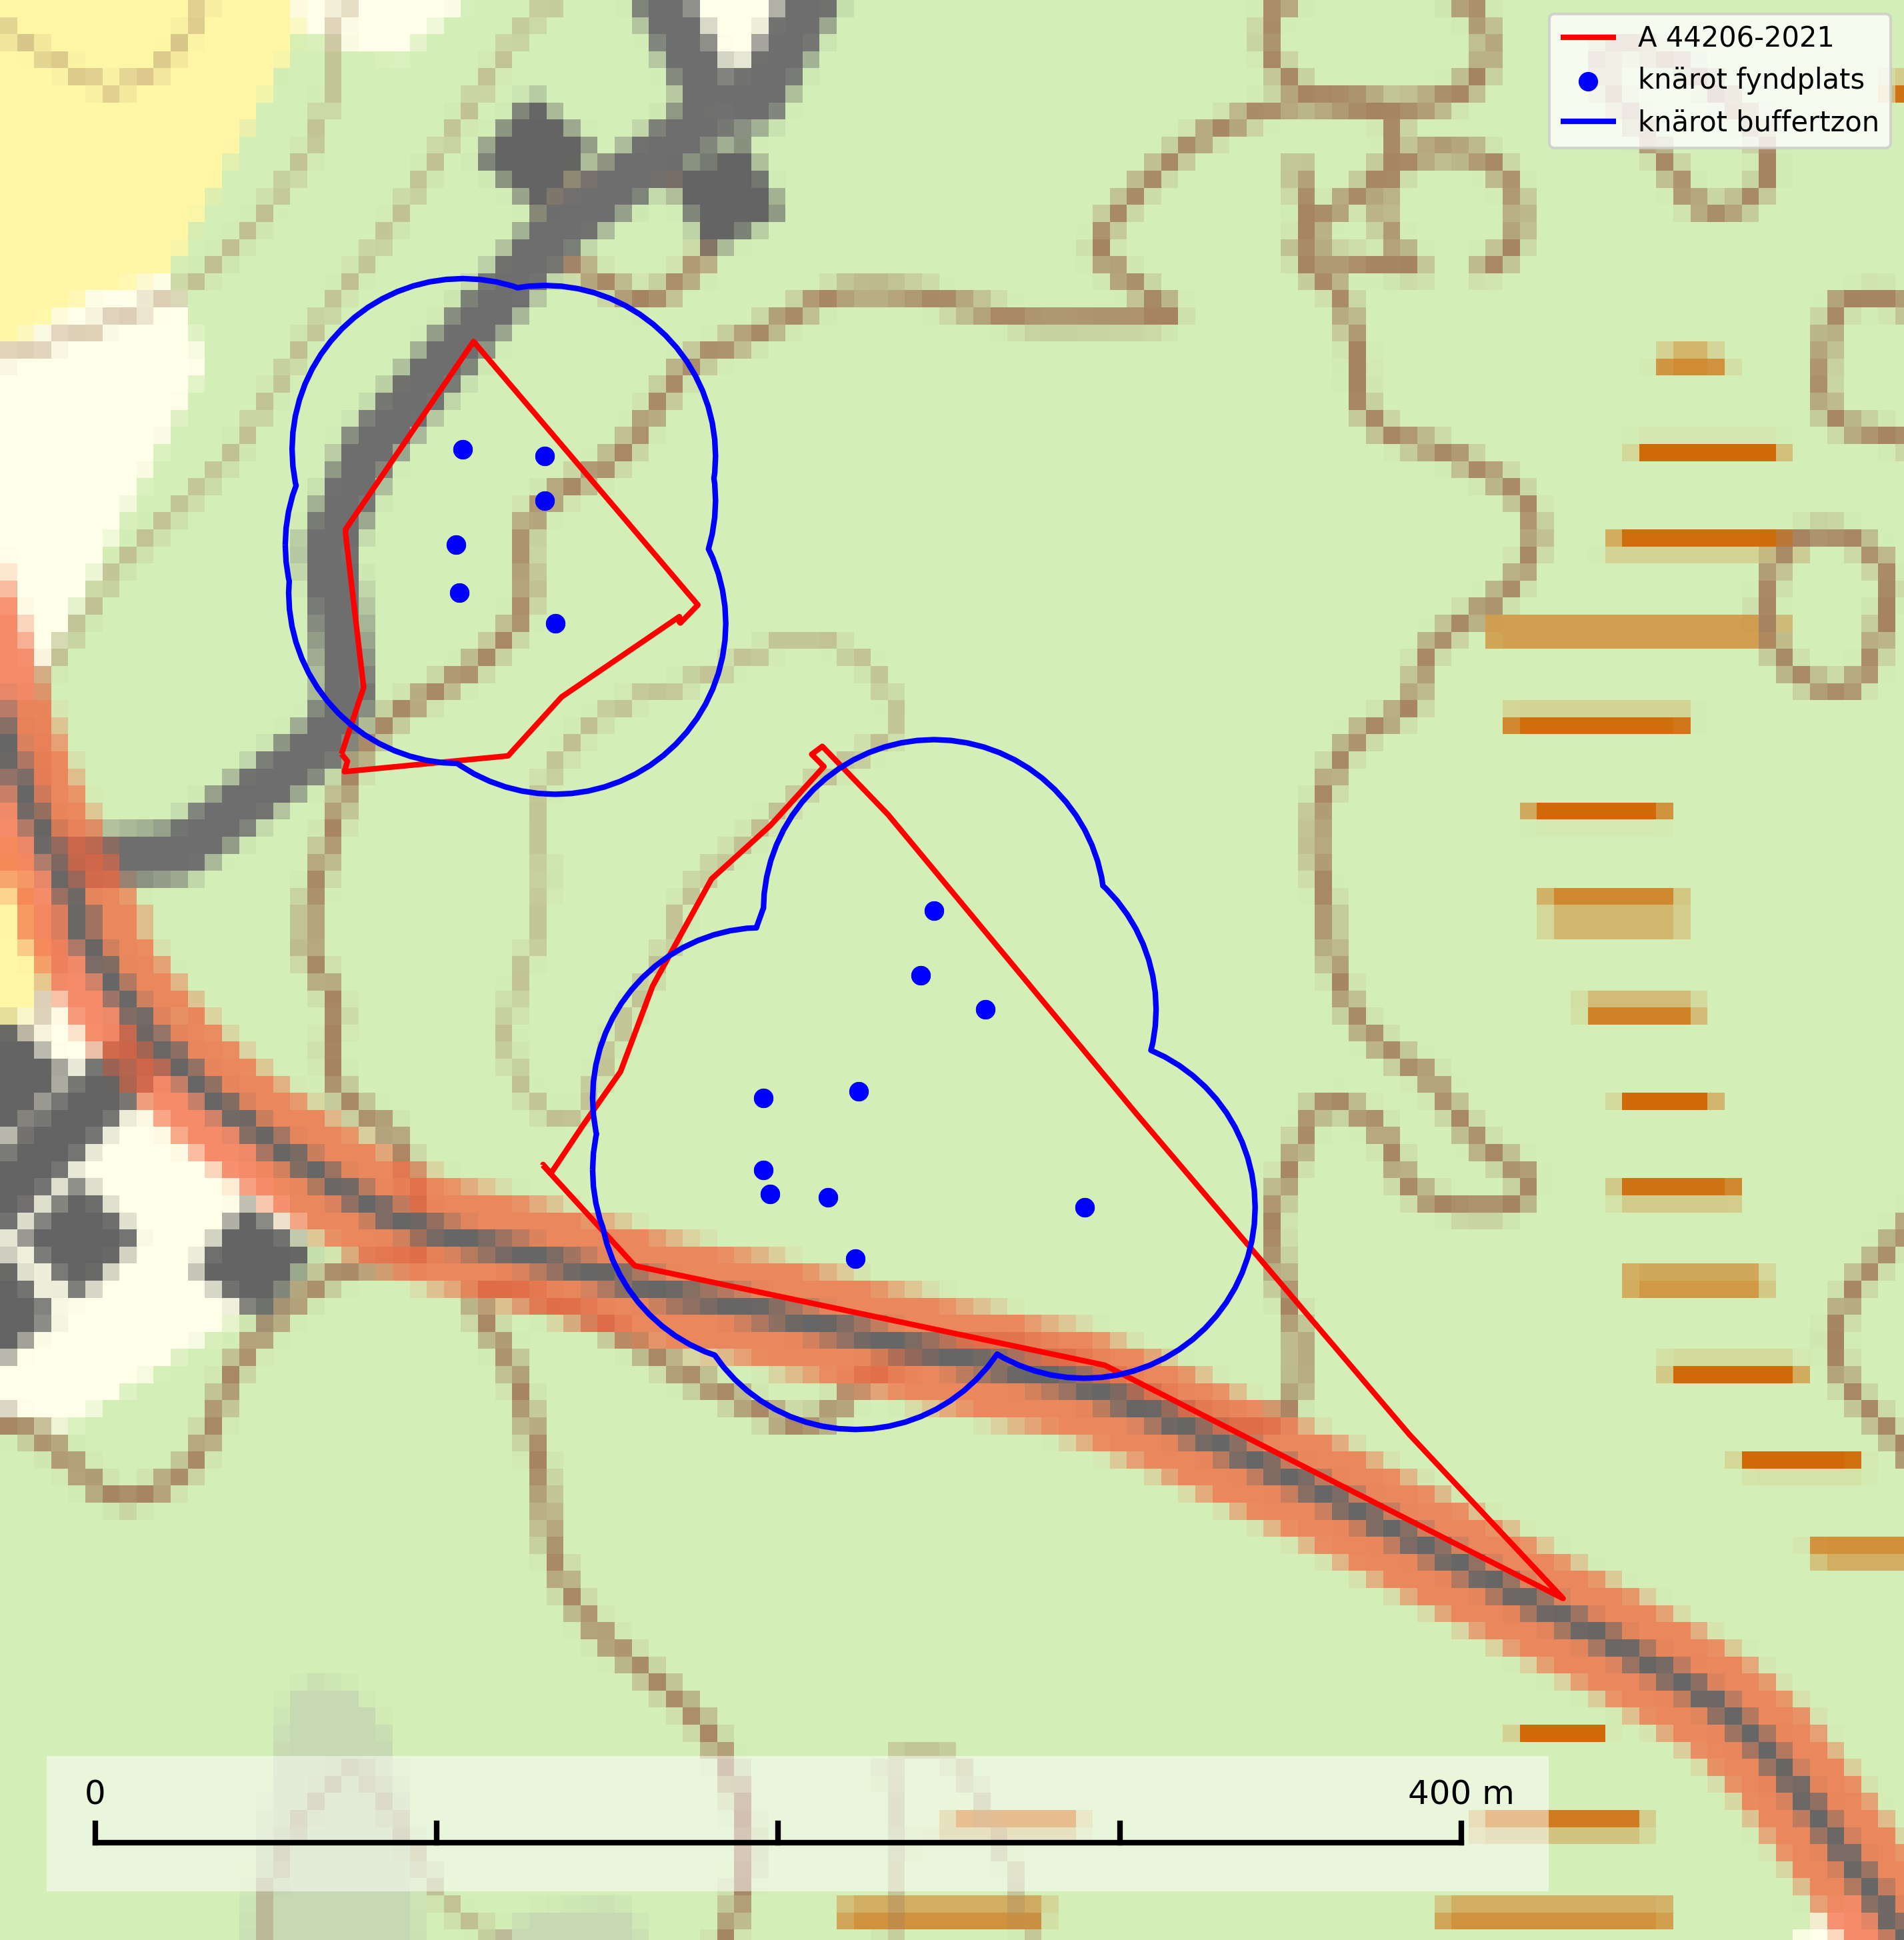 A 44206-2021
knärot fyndplats
knärot buffertzon
0 400 m